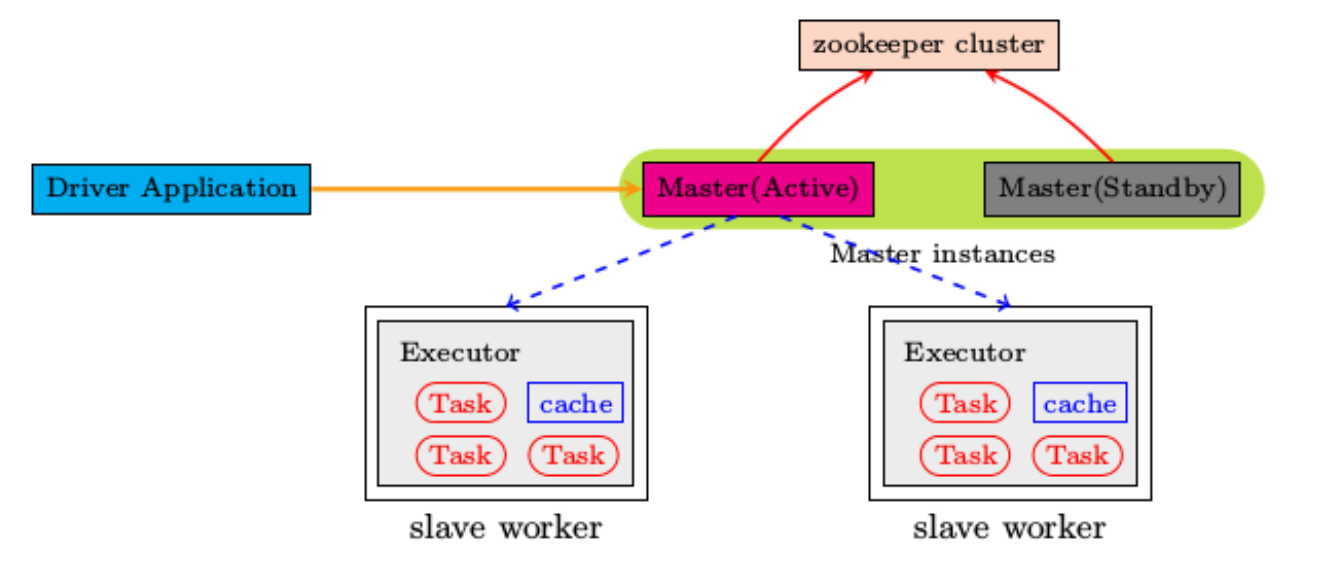 zookeeper cluster
Driver Application
Master(Active)
Master(Standby)
Master instances
Executor
Task
cache
Task
Task
slave worker
Executor
Task
cache
Task
Task
slave worker